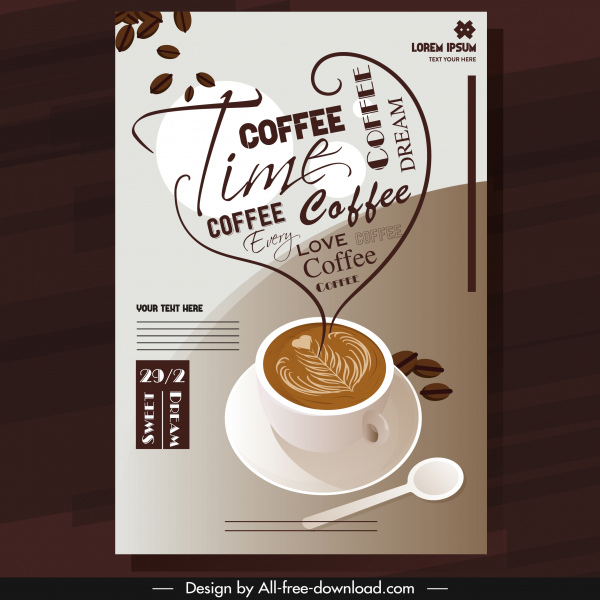 LOREM IPSUM
TEXT YOUR HERE
Time
COFFEE
COFFEE
DREAM
COFFEE
Coffee
Every
LOVE
COFFEE
Coffee
COFFEE
YOUR TEXT HERE
29/2
SWEET
DREAM
Design by All-free-download.com